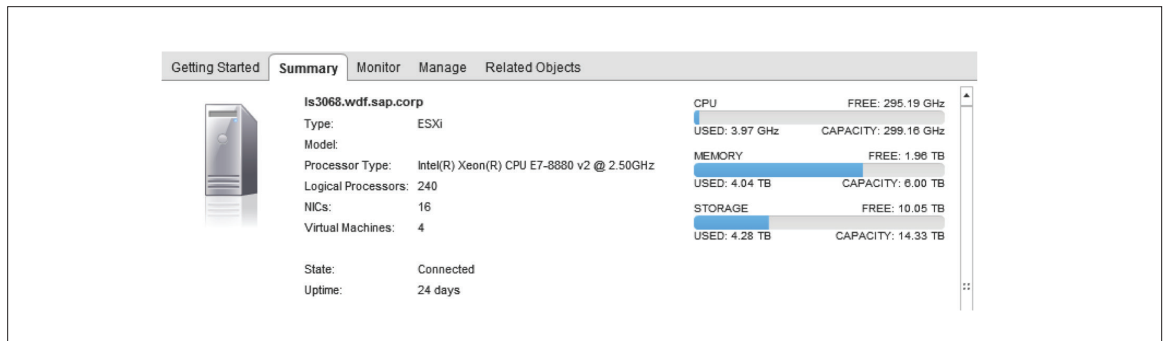 Getting Started Summary Monitor Manage Related Objects
ls3068.wdf.sap.corp
Type: ESXi
Model:
Processor Type: Intel(R) Xeon(R) CPU E7-8880 v2 @ 2.50GHz
Logical Processors: 240
NICs: 16
Virtual Machines: 4
State: Connected
Uptime: 24 days
CPU FREE: 295.19 GHz
USED: 3.97 GHz CAPACITY: 299.16 GHz
MEMORY FREE: 1.96 TB
USED: 4.04 TB CAPACITY: 6.00 TB
STORAGE FREE: 10.05 TB
USED: 4.28 TB CAPACITY: 14.33 TB